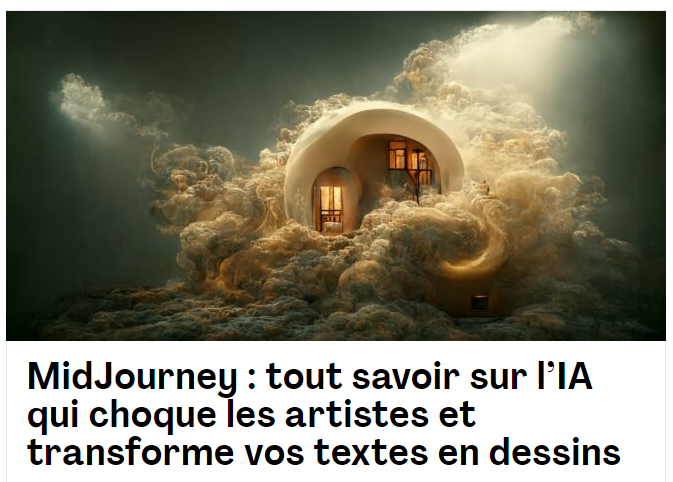 MidJourney : tout savoir sur l’IA
qui choque les artistes et
transforme vos textes en dessins